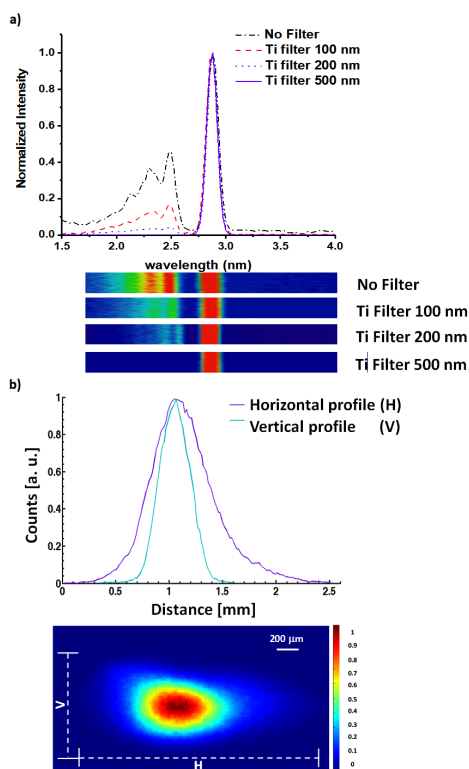 a)
No Filter
Ti filter 100 nm
Ti filter 200 nm
Ti filter 500 nm
Normalized Intensity
1.0
0.8
0.6
0.4
0.2
0.0
1.5 2.0 2.5 3.0 3.5 4.0
wavelength (nm)
No Filter
Ti Filter 100 nm
Ti Filter 200 nm
Ti Filter 500 nm
b)
Horizontal profile (H)
Vertical profile (V)
Counts [a. u.]
1
0.8
0.6
0.4
0.2
0
0 0.5 1 1.5 2 2.5
Distance [mm]
200 µm
V
H
1
0.9
0.8
0.7
0.6
0.5
0.4
0.3
0.2
0.1
0